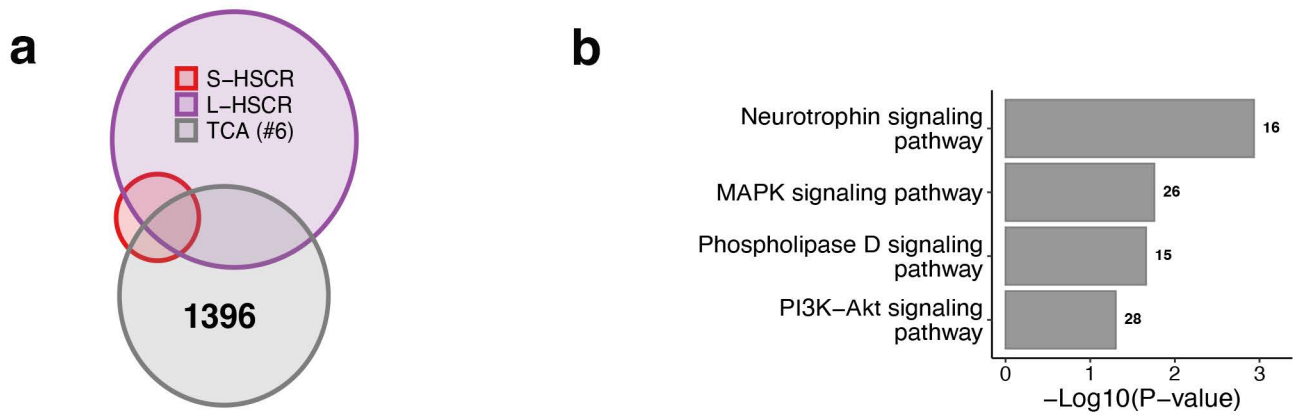 a
S−HSCR
L−HSCR
TCA (#6)
1396
b
Neurotrophin signaling
pathway
16
MAPK signaling pathway
26
Phospholipase D signaling
pathway
15
PI3K−Akt signaling
pathway
28
0 1 2 3
−Log10(P−value)